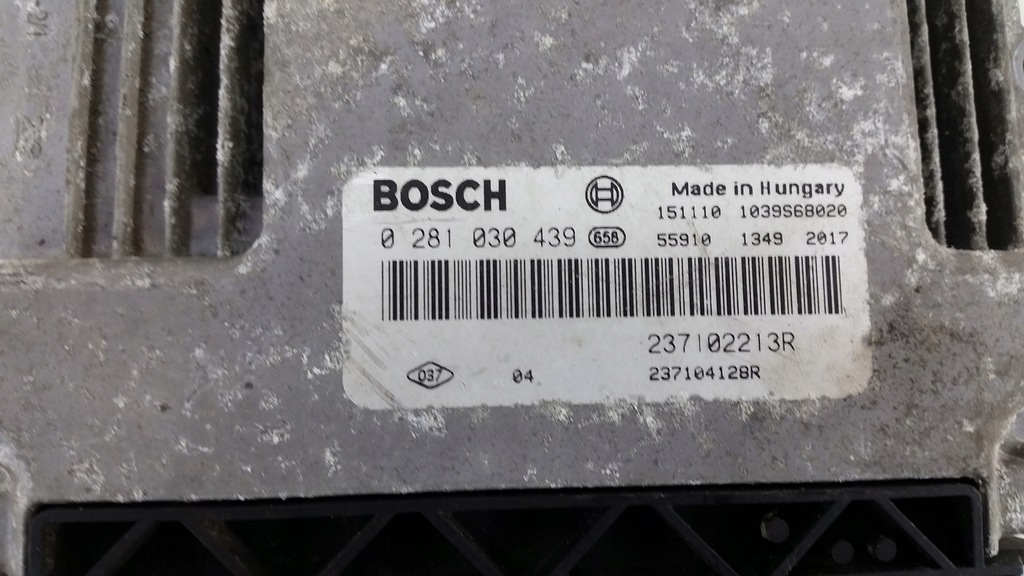 BOSCH Made in Hungary
151110 1039S68020
0 281 030 439 658 55910 1349 2017
237102213R
037 04 237104128R